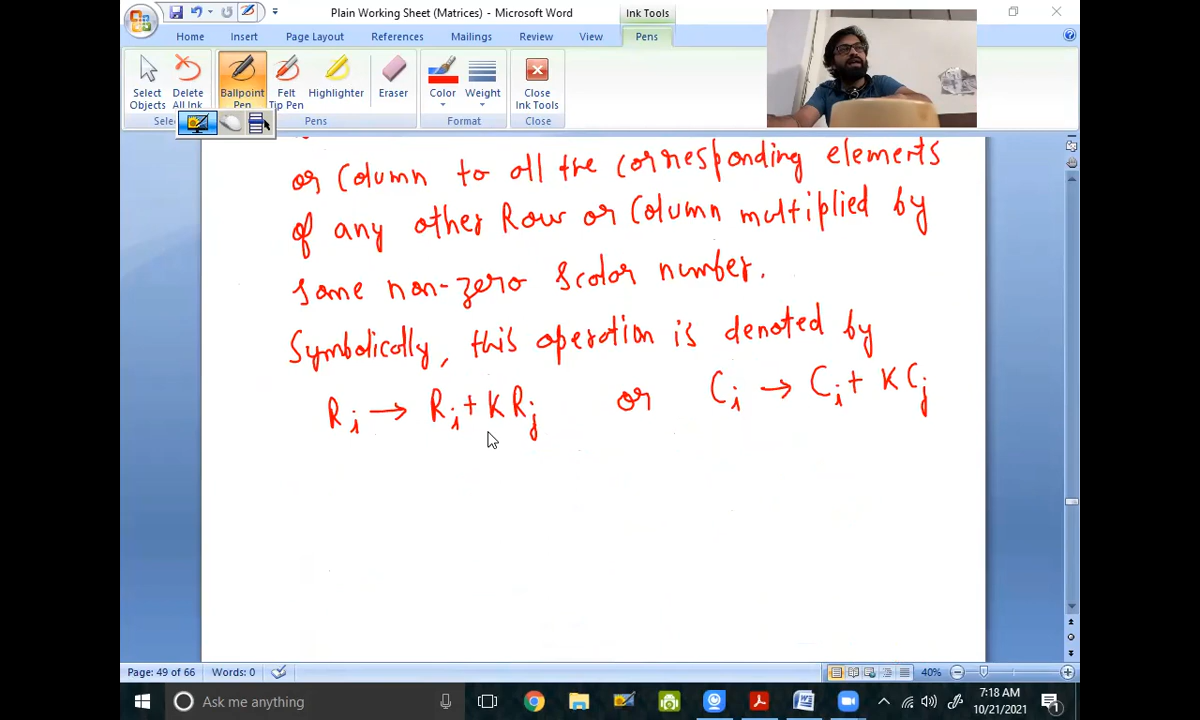 Plain Working Sheet (Matrices) - Microsoft Word
Ink Tools
Home
Insert
Page Layout
References
Mailings
Review
View
Pens
Select Objects
Delete All Ink
Ballpoint Pen
Felt Tip Pen
Highlighter
Eraser
Color
Weight
Close Ink Tools
Pens
Format
Close
or Column to all the corresponding elements
of any other Row or Column multiplied by
some non-zero scalar number.
Symbolically, this operation is denoted by
Ri → Ri + K Rj or Ci → Ci + K Cj
Page: 49 of 66
Words: 0
40%
Ask me anything
7:18 AM
10/21/2021